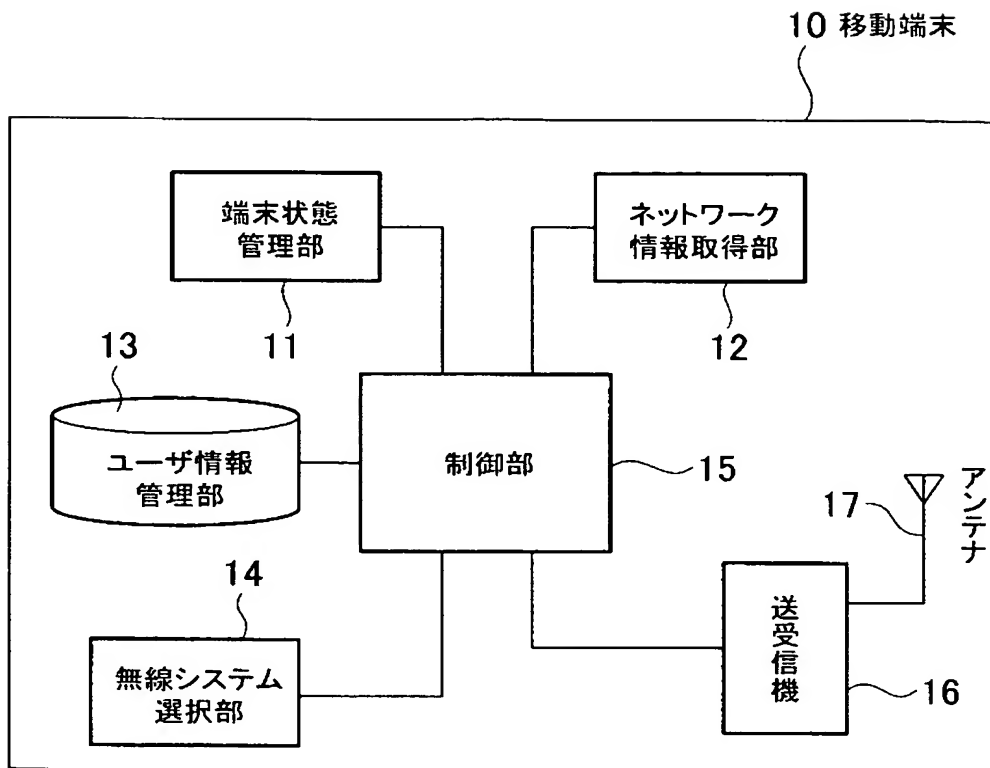 10 移動端末
端末状態
管理部
11
ネットワーク
情報取得部
12
13
ユーザ情報
管理部
制御部
15
14
無線システム
選択部
17
アンテナ
送受信機
16